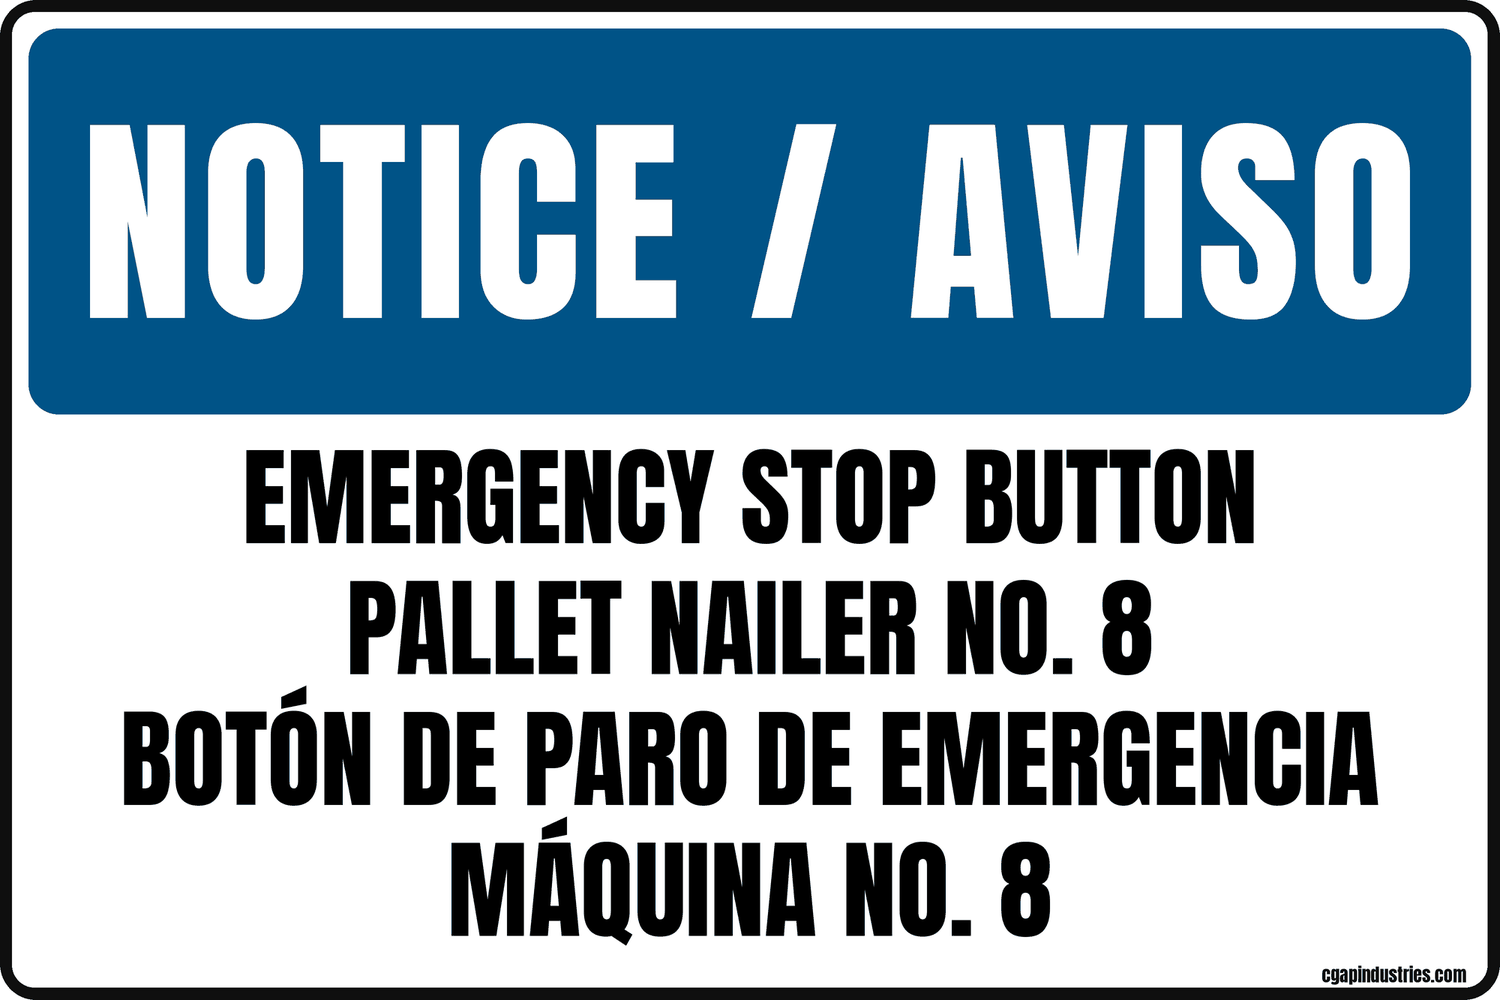 NOTICE / AVISO
EMERGENCY STOP BUTTON
PALLET NAILER NO. 8
BOTÓN DE PARO DE EMERGENCIA
MÁQUINA NO. 8
cgapindustries.com